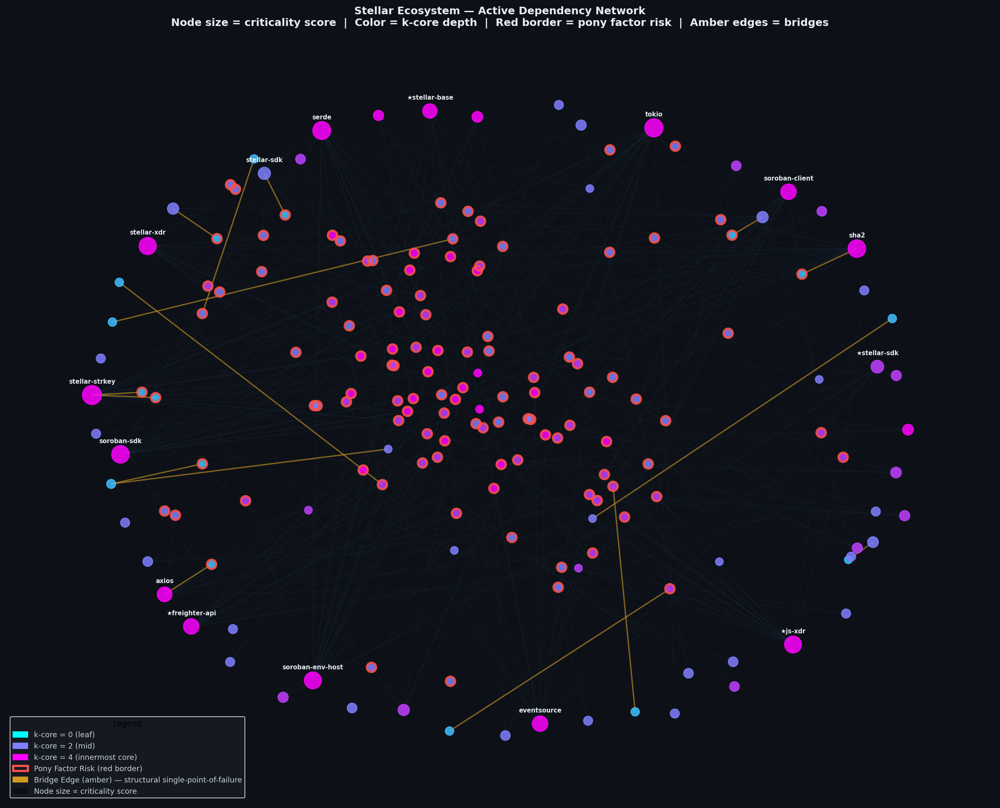 Stellar Ecosystem — Active Dependency Network
Node size = criticality score | Color = k-core depth | Red border = pony factor risk | Amber edges = bridges
★stellar-base
serde
tokio
stellar-sdk
soroban-client
stellar-xdr
sha2
★stellar-sdk
stellar-strkey
soroban-sdk
axios
★freighter-api
★js-xdr
soroban-env-host
eventsource
Legend
k-core = 0 (leaf)
k-core = 2 (mid)
k-core = 4 (innermost core)
Pony Factor Risk (red border)
Bridge Edge (amber) — structural single-point-of-failure
Node size ∝ criticality score